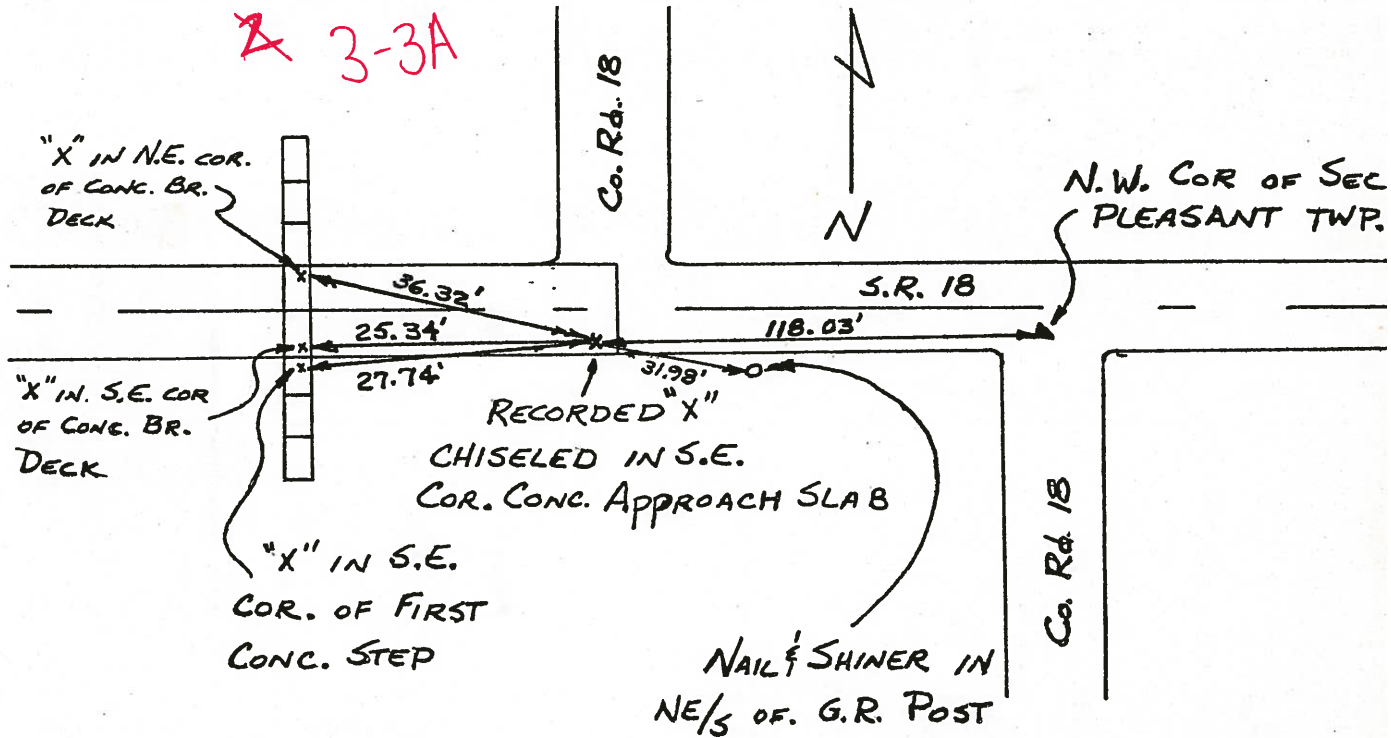 3-3A
Co. Rd. 18
"X" IN N.E. COR.
OF CONC. BR.
DECK
N
N.W. COR OF SEC
PLEASANT TWP.
S.R. 18
36.32'
25.34'
118.03'
27.74'
31.98'
"X" IN. S.E. COR
OF CONC. BR.
DECK
RECORDED "X"
CHISELED IN S.E.
COR. CONC. APPROACH SLAB
"X" IN S.E.
COR. OF FIRST
CONC. STEP
Co. Rd. 18
NAIL & SHINER IN
NE/S OF. G.R. POST